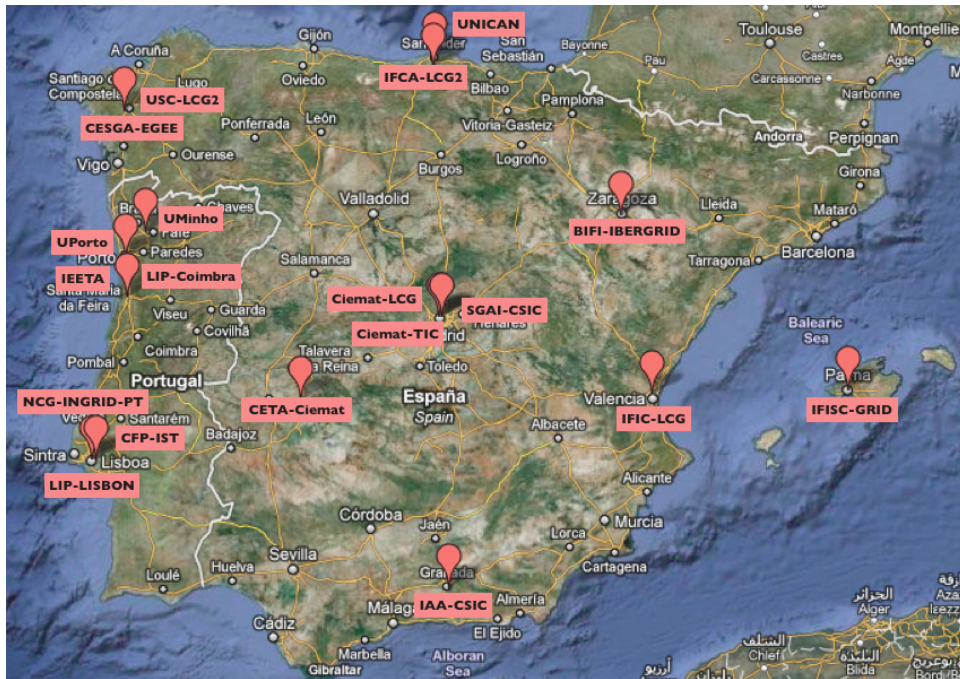 UNICAN
Gijón
Toulouse
Montpellier
A Coruña
San
Sebastián
Bayonne
Castres
Agde
Oviedo
Pau
IFCA-LCG2
Carcassonne
Santiago de
Compostela
Lugo
Bilbao
Narbonne
USC-LCG2
Pamplona
CESGA-EGEE
Ponferrada
León
Vitoria-Gasteiz
Andorra
Perpignan
Vigo
Ourense
Burgos
Logroño
Girona
Chaves
Valladolid
Zaragoza
Lleida
Mataró
UMinho
BIFI-IBERGRID
UPorto
Porto
Paredes
Barcelona
IEETA
LIP-Coimbra
Salamanca
Tarragona
Santa Maria
da Feira
Viseu
Guarda
Ciemat-LCG
SGAI-CSIC
Covilhã
Ciemat-TIC
Balearic
Sea
Coimbra
Talavera
Pombal
Toledo
Palma
Portugal
España
Spain
NCG-INGRID-PT
CETA-Ciemat
Valencia
IFISC-GRID
Santarém
IFIC-LCG
CFP-IST
Badajoz
Albacete
Sintra
Lisboa
LIP-LISBON
Alicante
Córdoba
Jaén
Murcia
Lorca
Sevilla
Cartagena
Loulé
Huelva
Granada
IAA-CSIC
Almería
Málaga
El Ejido
Cádiz
الجزائر
Alger
Marbella
Alboran
Sea
الشلف
Chlef
البليدة
Blida
Gibraltar